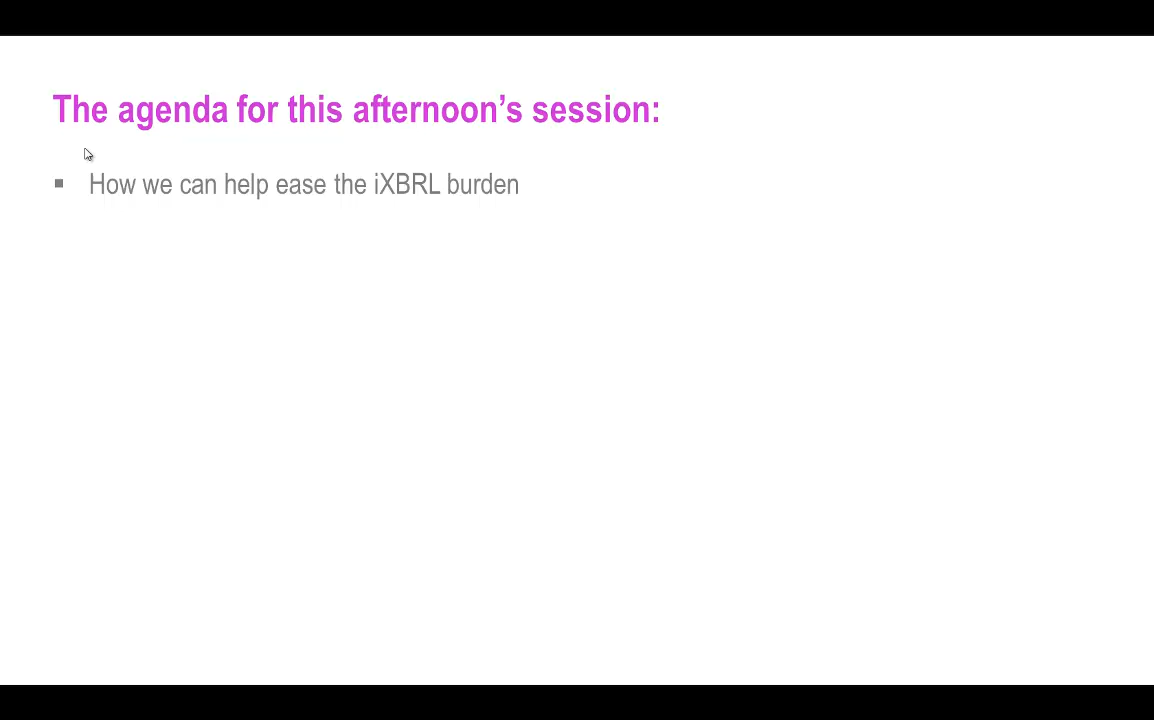 The agenda for this afternoon’s session:
▪ How we can help ease the iXBRL burden